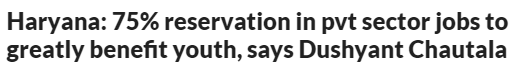 Haryana: 75% reservation in pvt sector jobs to
greatly benefit youth, says Dushyant Chautala